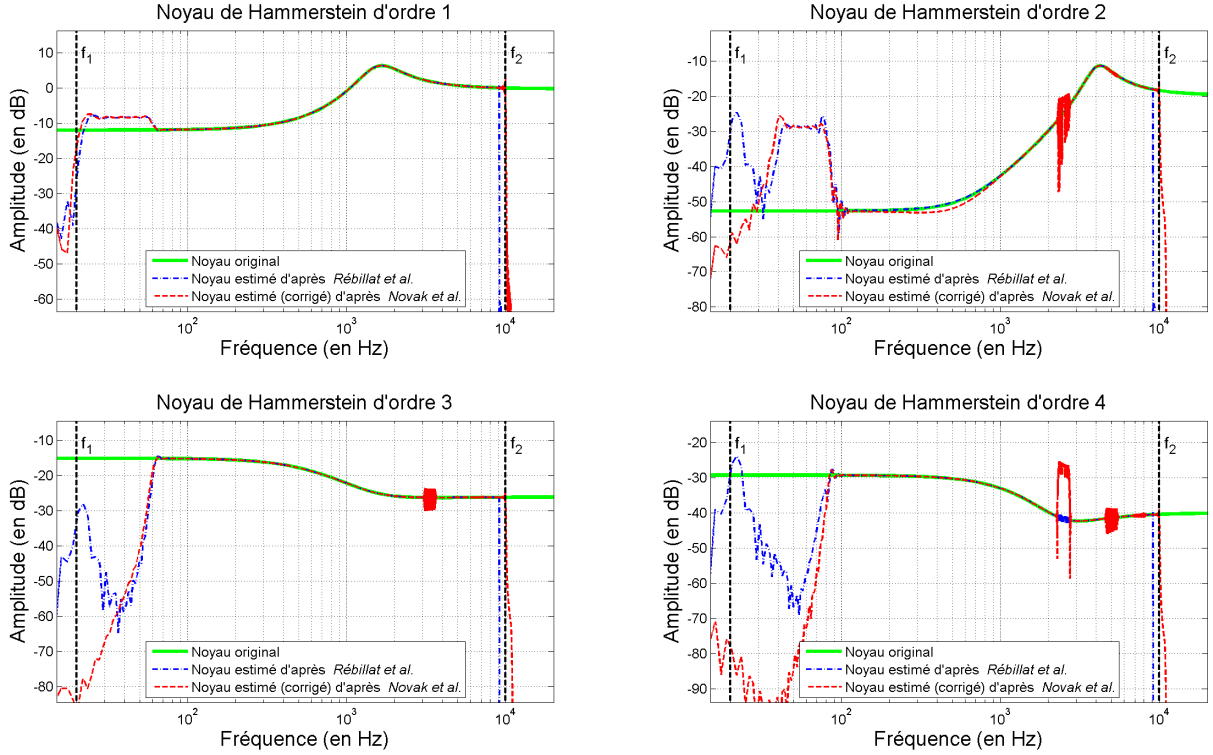 Noyau de Hammerstein d'ordre 1
Amplitude (en dB)
10
0
-10
-20
-30
-40
-50
-60
f1
f2
Noyau original
Noyau estimé d'après Rébillat et al.
Noyau estimé (corrigé) d'après Novak et al.
10^2
10^3
10^4
Fréquence (en Hz)
Noyau de Hammerstein d'ordre 2
Amplitude (en dB)
-10
-20
-30
-40
-50
-60
-70
-80
f1
f2
Noyau original
Noyau estimé d'après Rébillat et al.
Noyau estimé (corrigé) d'après Novak et al.
10^2
10^3
10^4
Fréquence (en Hz)
Noyau de Hammerstein d'ordre 3
Amplitude (en dB)
-10
-20
-30
-40
-50
-60
-70
-80
f1
f2
Noyau original
Noyau estimé d'après Rébillat et al.
Noyau estimé (corrigé) d'après Novak et al.
10^2
10^3
10^4
Fréquence (en Hz)
Noyau de Hammerstein d'ordre 4
Amplitude (en dB)
-20
-30
-40
-50
-60
-70
-80
-90
f1
f2
Noyau original
Noyau estimé d'après Rébillat et al.
Noyau estimé (corrigé) d'après Novak et al.
10^2
10^3
10^4
Fréquence (en Hz)